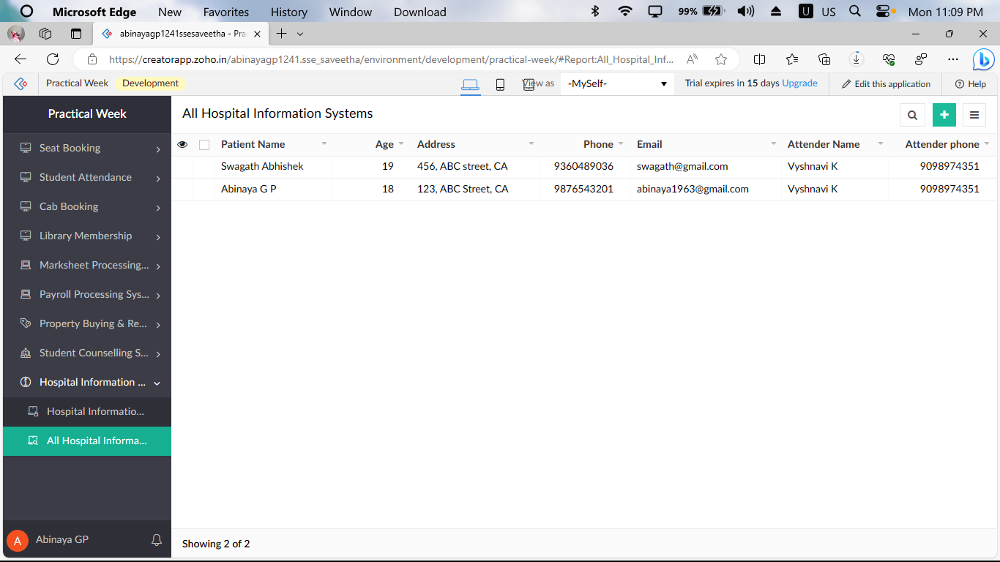 Microsoft Edge New Favorites History Window Download 99% U US Mon 11:09 PM
abinayagp1241ssesaveetha - Pra
https://creatorapp.zoho.in/abinayagp1241.sse_saveetha/environment/development/practical-week/#Report:All_Hospital_Inf...
Practical Week Development View as -MySelf- Trial expires in 15 days Upgrade Edit this application Help
Practical Week
Seat Booking
Student Attendance
Cab Booking
Library Membership
Marksheet Processing...
Payroll Processing Sys...
Property Buying & Re...
Student Counselling S...
Hospital Information ...
Hospital Informatio...
All Hospital Informa...
A Abinaya GP
All Hospital Information Systems
Patient Name Age Address Phone Email Attender Name Attender phone
Swagath Abhishek 19 456, ABC street, CA 9360489036 swagath@gmail.com Vyshnavi K 9098974351
Abinaya G P 18 123, ABC Street, CA 9876543201 abinaya1963@gmail.com Vyshnavi K 9098974351
Showing 2 of 2